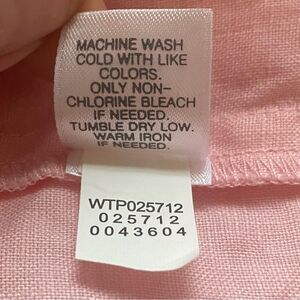 MACHINE WASH
COLD WITH LIKE
COLORS.
ONLY NON-
CHLORINE BLEACH
IF NEEDED.
TUMBLE DRY LOW.
WARM IRON
IF NEEDED.
WTP025712
025712
0043604